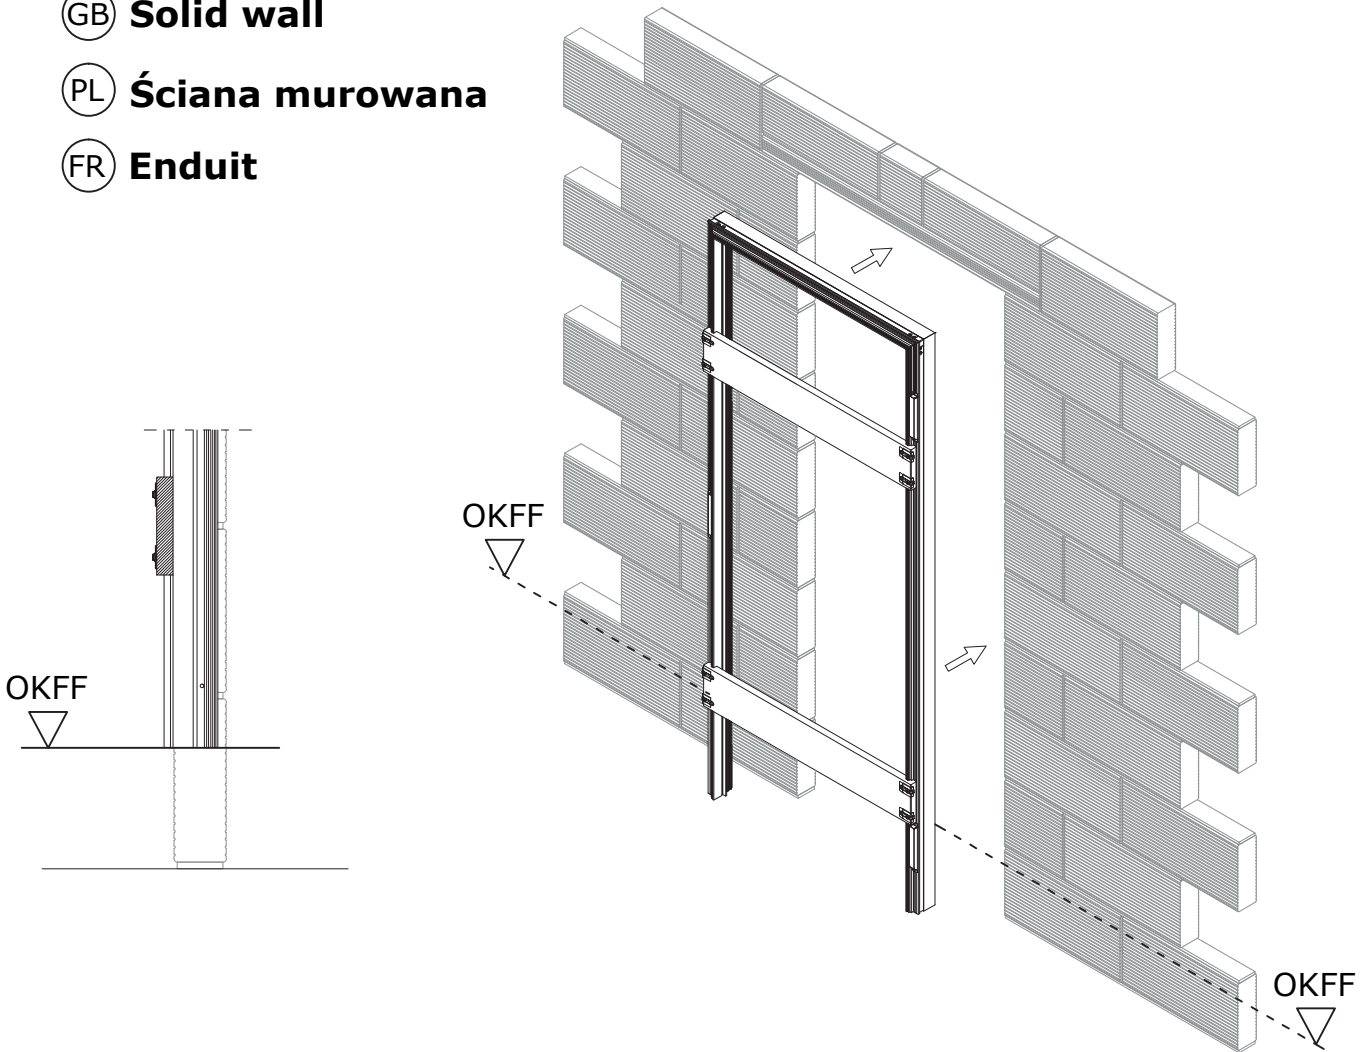 GB Solid wall
PL Ściana murowana
FR Enduit
OKFF
OKFF
OKFF